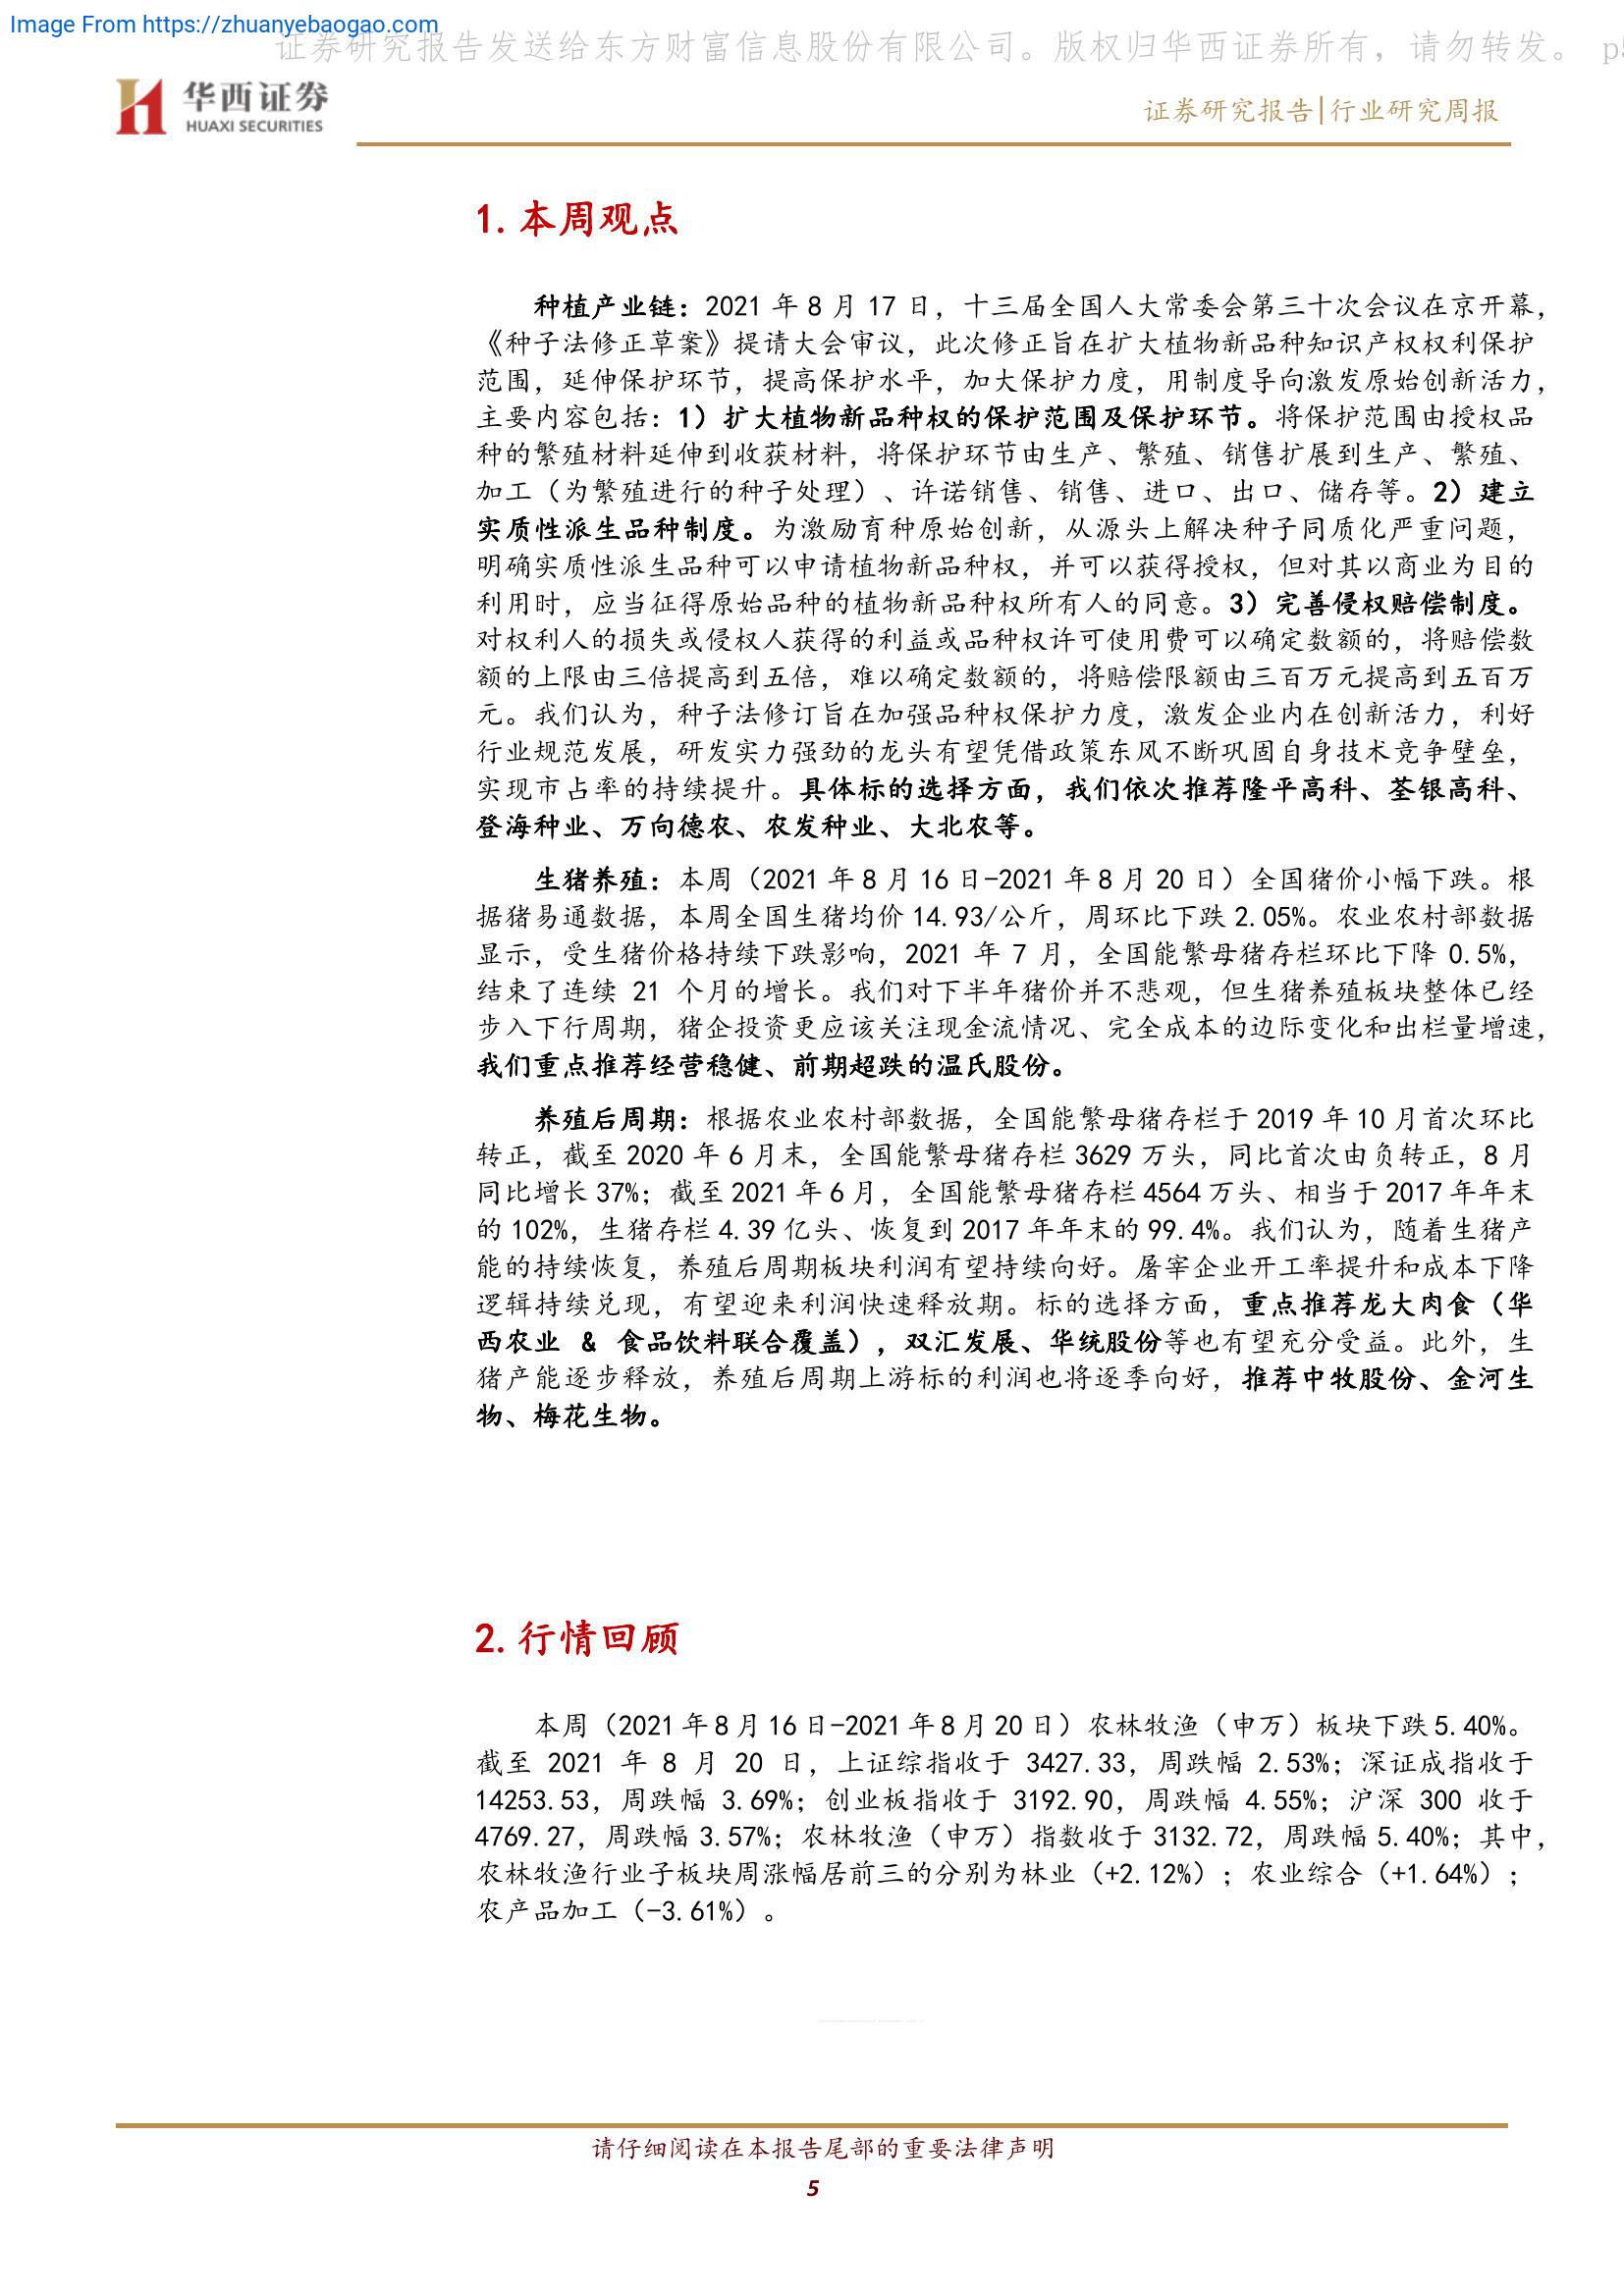 Image From https://zhuanyebaogao.com
证券研究报告发送给东方财富信息股份有限公司。版权归华西证券所有，请勿转发。 p
华西证券
HUAXI SECURITIES
证券研究报告|行业研究周报
1. 本周观点
种植产业链：2021 年 8 月 17 日，十三届全国人大常委会第三十次会议在京开幕，
《种子法修正草案》提请大会审议，此次修正旨在扩大植物新品种知识产权权利保护
范围，延伸保护环节，提高保护水平，加大保护力度，用制度导向激发原始创新活力，
主要内容包括：1）扩大植物新品种权的保护范围及保护环节。将保护范围由授权品
种的繁殖材料延伸到收获材料，将保护环节由生产、繁殖、销售扩展到生产、繁殖、
加工（为繁殖进行的种子处理）、许诺销售、销售、进口、出口、储存等。2）建立
实质性派生品种制度。为激励育种原始创新，从源头上解决种子同质化严重问题，
明确实质性派生品种可以申请植物新品种权，并可以获得授权，但对其以商业为目的
利用时，应当征得原始品种的植物新品种权所有人的同意。3）完善侵权赔偿制度。
对权利人的损失或侵权人获得的利益或品种权许可使用费可以确定数额的，将赔偿数
额的上限由三倍提高到五倍，难以确定数额的，将赔偿限额由三百万元提高到五百万
元。我们认为，种子法修订旨在加强品种权保护力度，激发企业内在创新活力，利好
行业规范发展，研发实力强劲的龙头有望凭借政策东风不断巩固自身技术竞争壁垒，
实现市占率的持续提升。具体标的选择方面，我们依次推荐隆平高科、荃银高科、
登海种业、万向德农、农发种业、大北农等。
生猪养殖：本周（2021 年 8 月 16 日-2021 年 8 月 20 日）全国猪价小幅下跌。根
据猪易通数据，本周全国生猪均价 14.93/公斤，周环比下跌 2.05%。农业农村部数据
显示，受生猪价格持续下跌影响，2021 年 7 月，全国能繁母猪存栏环比下降 0.5%，
结束了连续 21 个月的增长。我们对下半年猪价并不悲观，但生猪养殖板块整体已经
步入下行周期，猪企投资更应该关注现金流情况、完全成本的边际变化和出栏量增速，
我们重点推荐经营稳健、前期超跌的温氏股份。
养殖后周期：根据农业农村部数据，全国能繁母猪存栏于 2019 年 10 月首次环比
转正，截至 2020 年 6 月末，全国能繁母猪存栏 3629 万头，同比首次由负转正，8 月
同比增长 37%；截至 2021 年 6 月，全国能繁母猪存栏 4564 万头、相当于 2017 年年末
的 102%，生猪存栏 4.39 亿头、恢复到 2017 年年末的 99.4%。我们认为，随着生猪产
能的持续恢复，养殖后周期板块利润有望持续向好。屠宰企业开工率提升和成本下降
逻辑持续兑现，有望迎来利润快速释放期。标的选择方面，重点推荐龙大肉食（华
西农业 & 食品饮料联合覆盖），双汇发展、华统股份等也有望充分受益。此外，生
猪产能逐步释放，养殖后周期上游标的利润也将逐季向好，推荐中牧股份、金河生
物、梅花生物。
2. 行情回顾
本周（2021 年 8 月 16 日-2021 年 8 月 20 日）农林牧渔（申万）板块下跌 5.40%。
截至 2021 年 8 月 20 日，上证综指收于 3427.33，周跌幅 2.53%；深证成指收于
14253.53，周跌幅 3.69%；创业板指收于 3192.90，周跌幅 4.55%；沪深 300 收于
4769.27，周跌幅 3.57%；农林牧渔（申万）指数收于 3132.72，周跌幅 5.40%；其中，
农林牧渔行业子板块周涨幅居前三的分别为林业（+2.12%）；农业综合（+1.64%）；
农产品加工（-3.61%）。
请仔细阅读在本报告尾部的重要法律声明
5